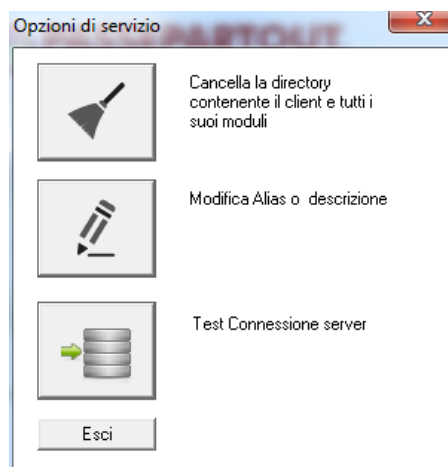 Opzioni di servizio
PASSEPARTOUT
Cancella la directory
contenente il client e tutti i
suoi moduli
Modifica Alias o descrizione
Test Connessione server
Esci